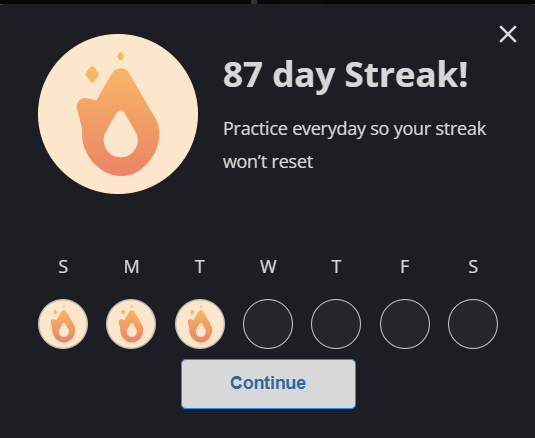 87 day Streak!
Practice everyday so your streak
won't reset
S M T W T F S
Continue